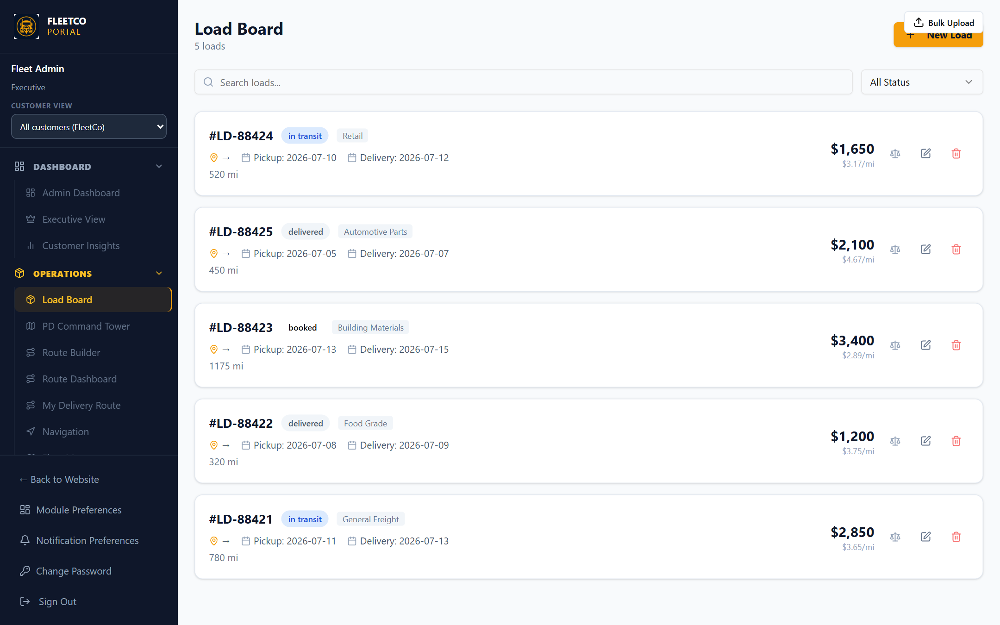 FLEETCO
PORTAL
Fleet Admin
Executive
CUSTOMER VIEW
All customers (FleetCo)
DASHBOARD
Admin Dashboard
Executive View
Customer Insights
OPERATIONS
Load Board
PD Command Tower
Route Builder
Route Dashboard
My Delivery Route
Navigation
← Back to Website
Module Preferences
Notification Preferences
Change Password
Sign Out
Load Board
5 loads
Bulk Upload
+ New Load
Search loads...
All Status
#LD-88424 in transit Retail
→ Pickup: 2026-07-10 Delivery: 2026-07-12
520 mi
$1,650
$3.17/mi
#LD-88425 delivered Automotive Parts
→ Pickup: 2026-07-05 Delivery: 2026-07-07
450 mi
$2,100
$4.67/mi
#LD-88423 booked Building Materials
→ Pickup: 2026-07-13 Delivery: 2026-07-15
1175 mi
$3,400
$2.89/mi
#LD-88422 delivered Food Grade
→ Pickup: 2026-07-08 Delivery: 2026-07-09
320 mi
$1,200
$3.75/mi
#LD-88421 in transit General Freight
→ Pickup: 2026-07-11 Delivery: 2026-07-13
780 mi
$2,850
$3.65/mi